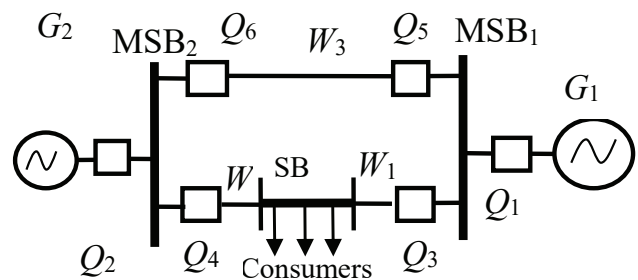 G₂ MSB₂ Q₆ W₃ Q₅ MSB₁
G₁
W SB W₁
Q₂ Q₄ Consumers Q₃ Q₁